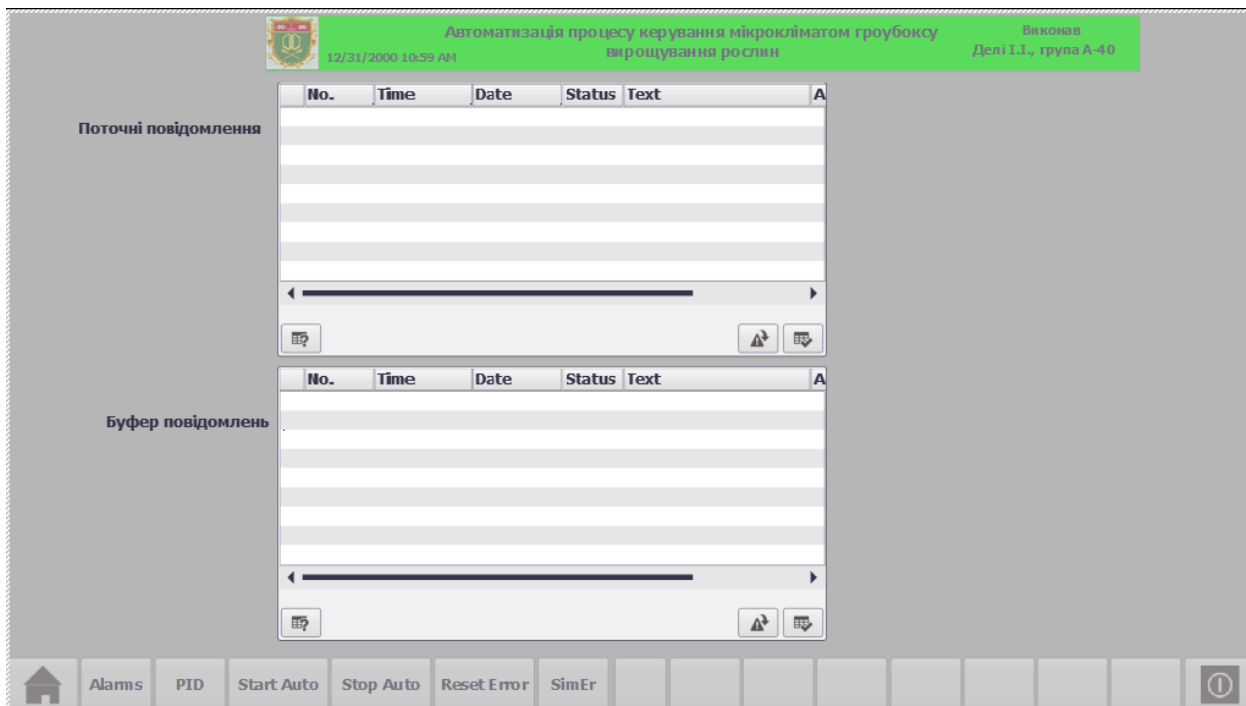 Автоматизація процесу керування мікрокліматом гроубоксу
вирощування рослин
Виконав
Делі І.І., група А-40
12/31/2000 10:59 AM
No. Time Date Status Text A
Поточні повідомлення
No. Time Date Status Text A
Буфер повідомлень
Alarms PID Start Auto Stop Auto Reset Error SimEr